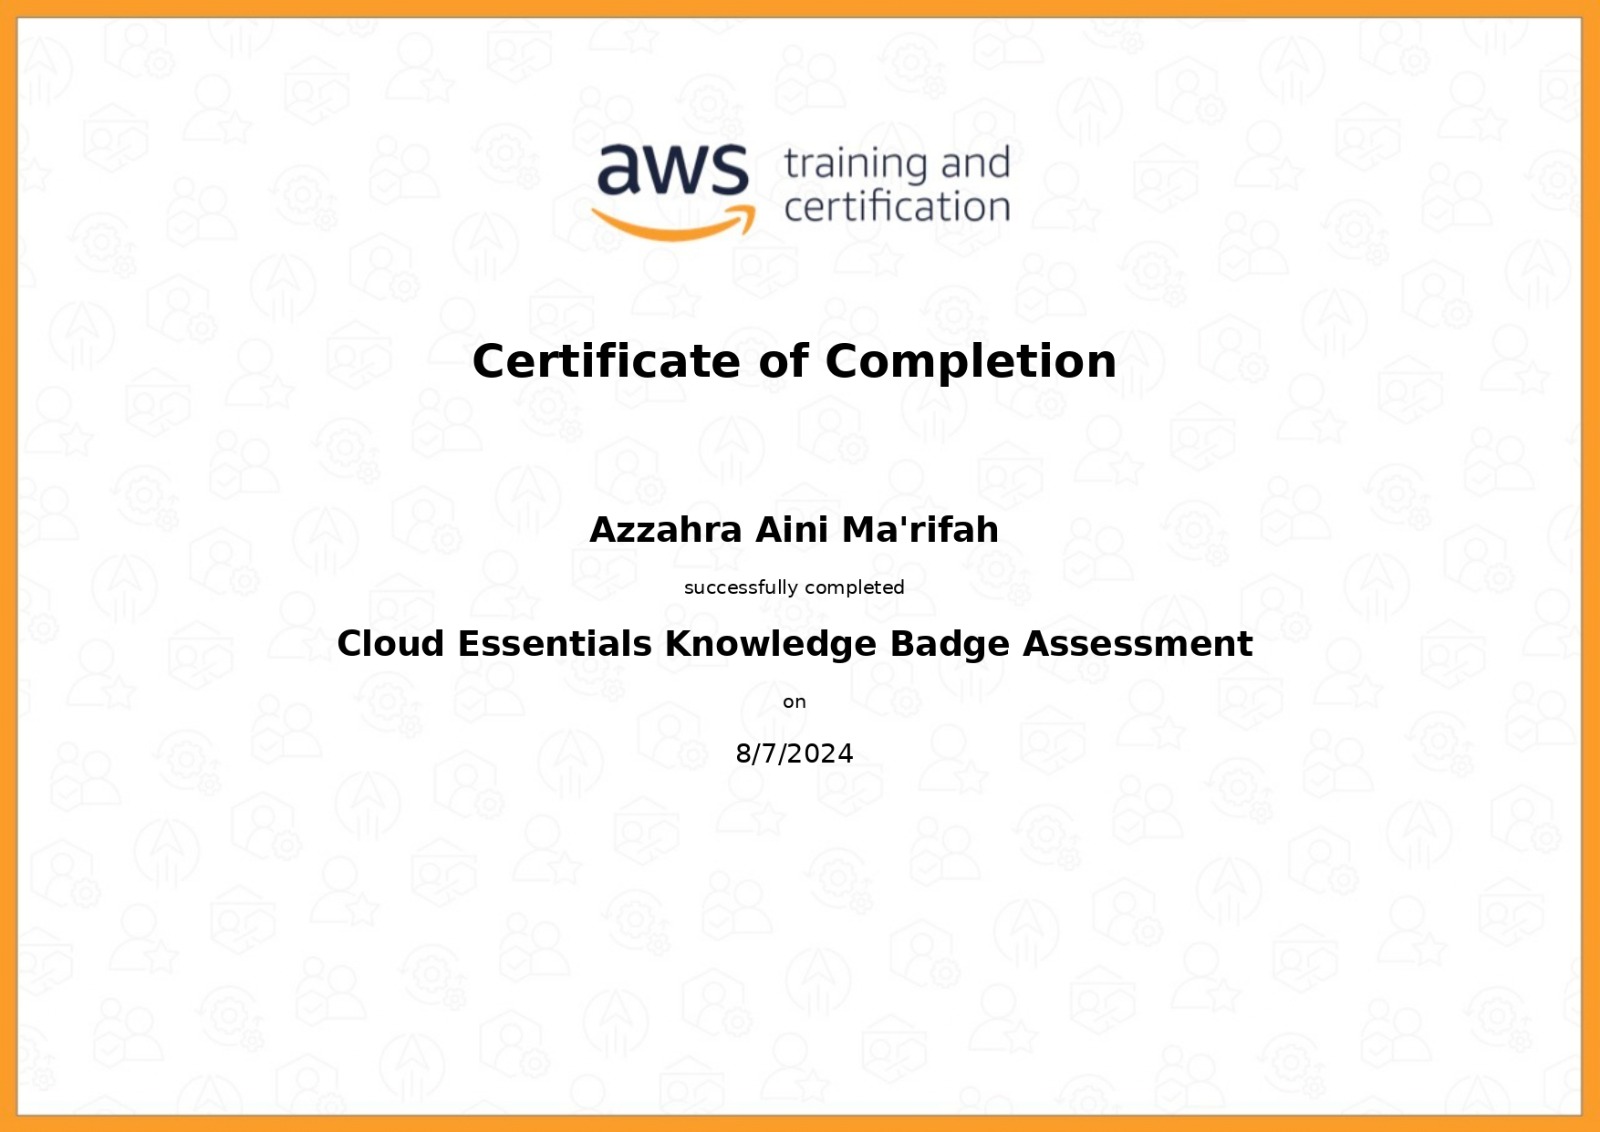 aws training and
certification
Certificate of Completion
Azzahra Aini Ma'rifah
successfully completed
Cloud Essentials Knowledge Badge Assessment
on
8/7/2024